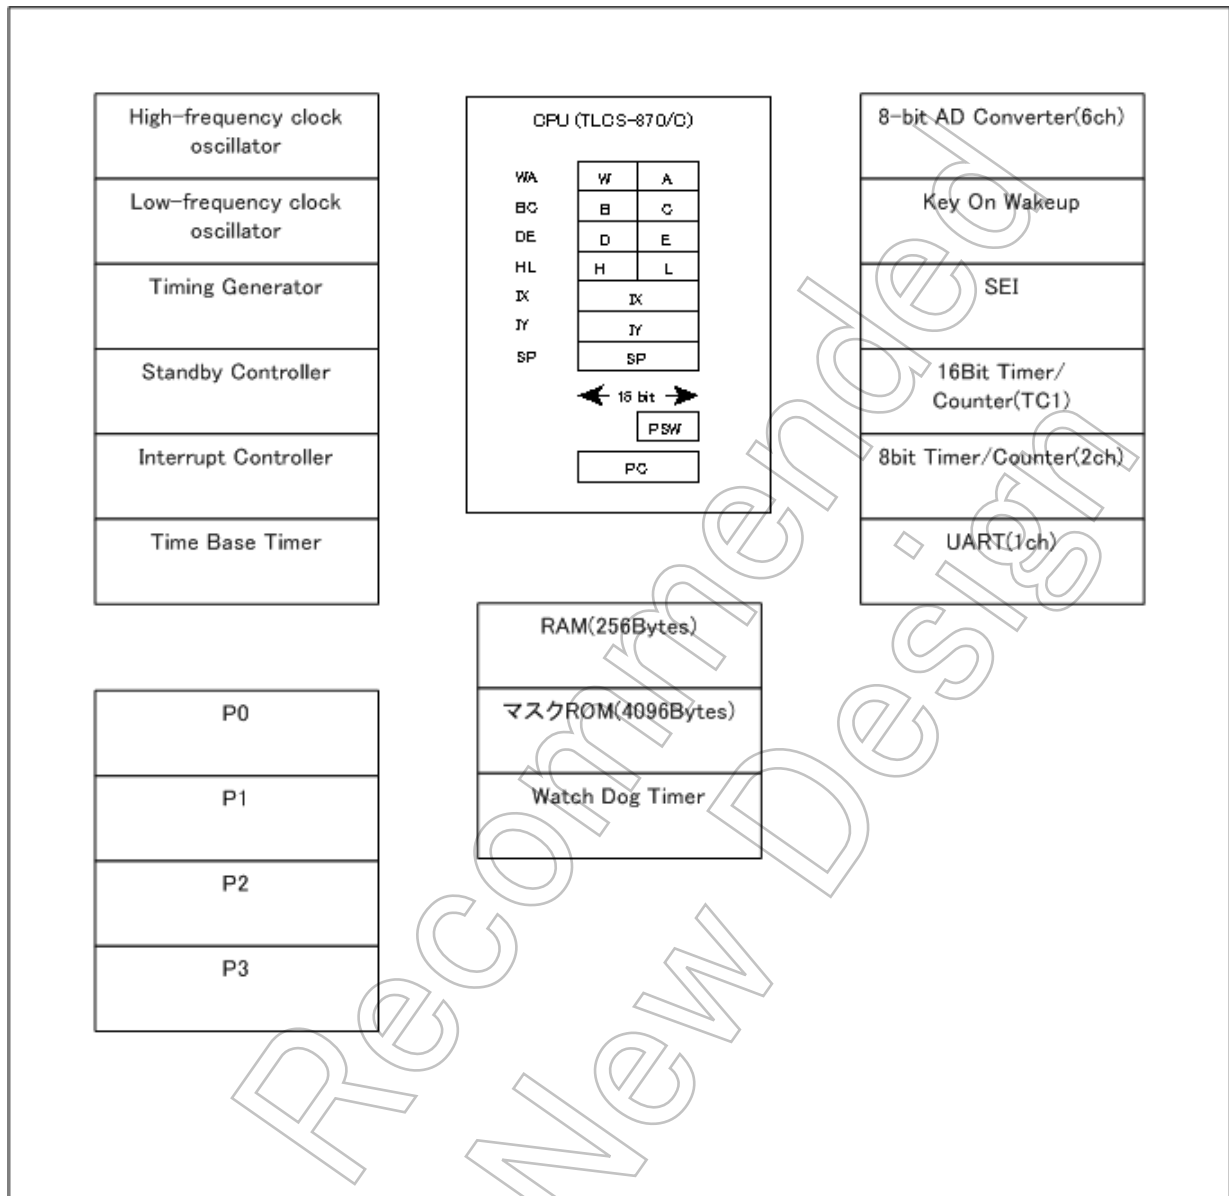 High-frequency clock
oscillator
Low-frequency clock
oscillator
Timing Generator
Standby Controller
Interrupt Controller
Time Base Timer
CPU (TLCS-870/C)
WA W A
BC B C
DE D E
HL H L
IX IX
IY IY
SP SP
16 bit
PSW
PC
8-bit AD Converter(6ch)
Key On Wakeup
SEI
16Bit Timer/
Counter(TC1)
8bit Timer/Counter(2ch)
UART(1ch)
RAM(256Bytes)
マスクROM(4096Bytes)
Watch Dog Timer
P0
P1
P2
P3
Recommended
New Design